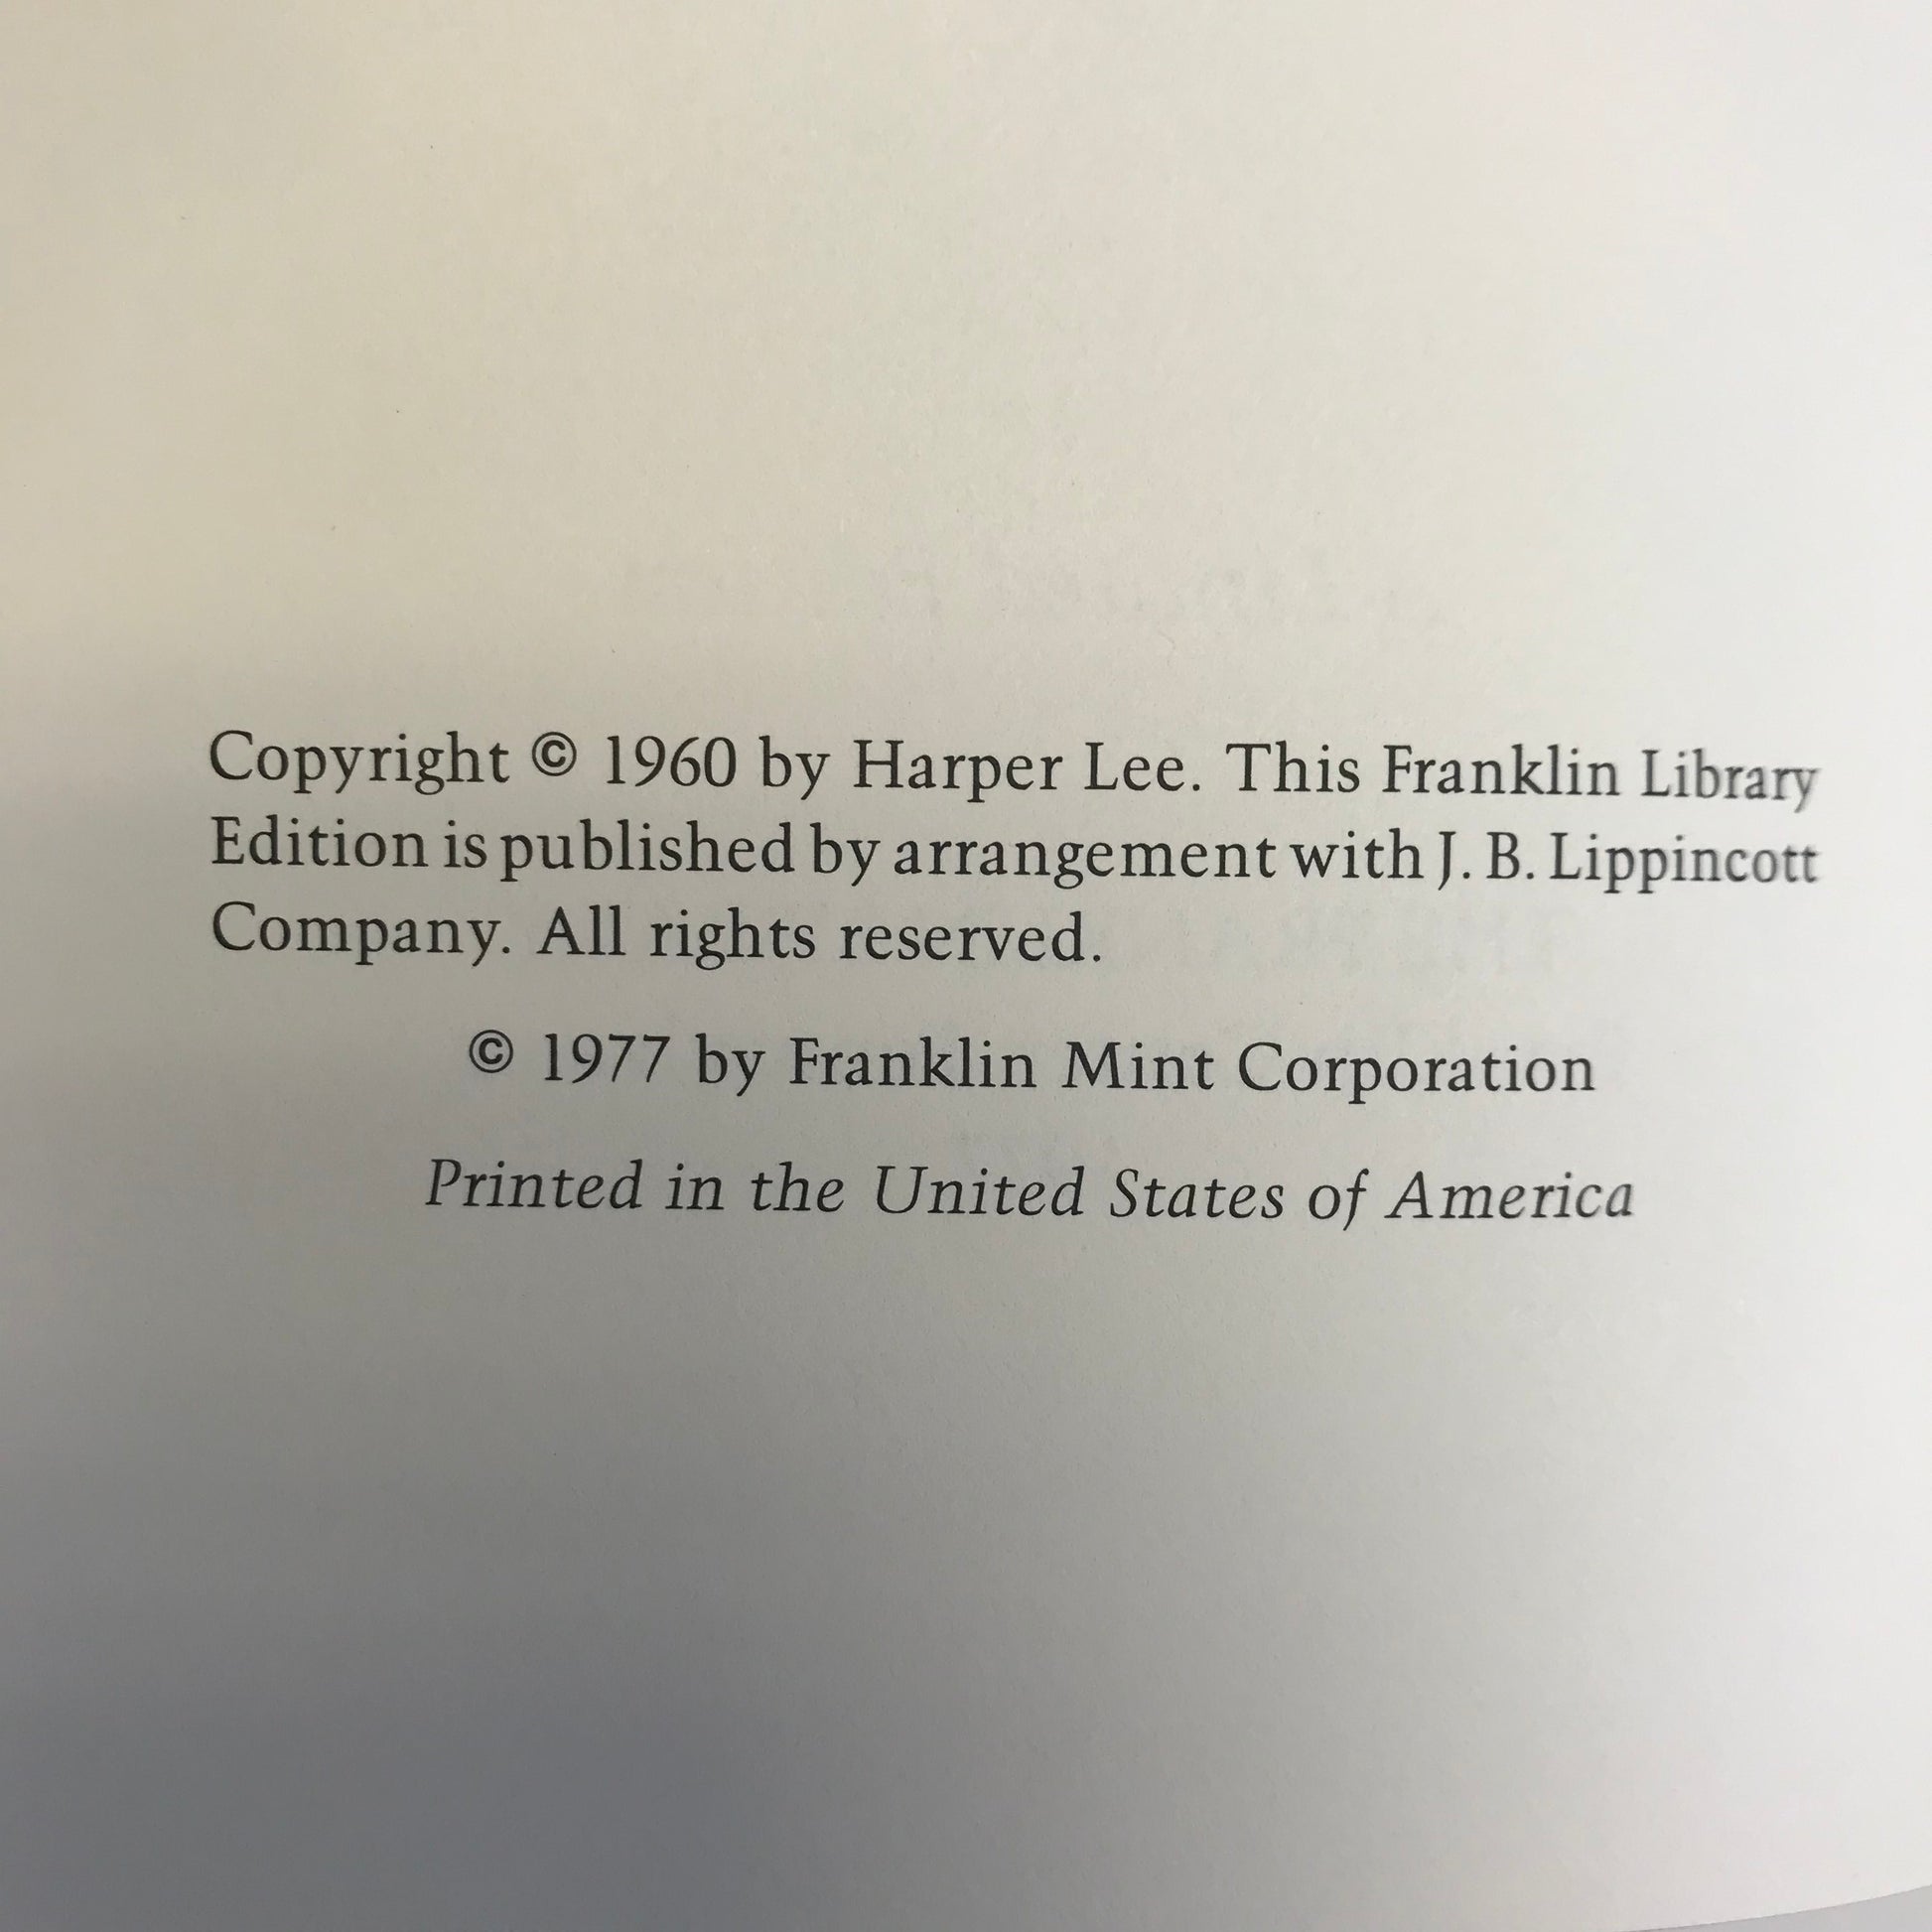 Copyright © 1960 by Harper Lee. This Franklin Library
Edition is published by arrangement with J. B. Lippincott
Company. All rights reserved.
© 1977 by Franklin Mint Corporation
Printed in the United States of America